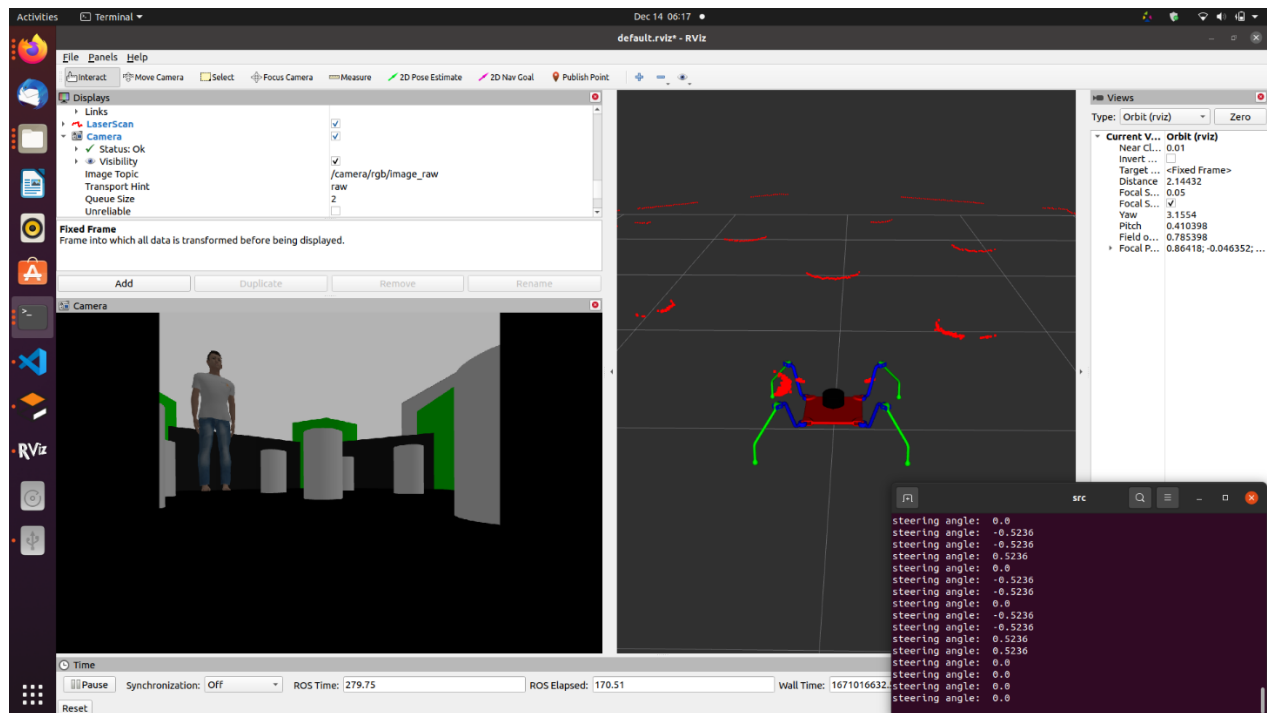 Activities Terminal Dec 14 06:17
default.rviz* - RViz
File Panels Help
Interact Move Camera Select Focus Camera Measure 2D Pose Estimate 2D Nav Goal Publish Point
Displays
Links
LaserScan
Camera
Status: Ok
Visibility
Image Topic /camera/rgb/image_raw
Transport Hint raw
Queue Size 2
Unreliable
Fixed Frame
Frame into which all data is transformed before being displayed.
Add Duplicate Remove Rename
Camera
Views
Type: Orbit (rviz) Zero
Current V... Orbit (rviz)
Near Cl... 0.01
Invert ...
Target ... <Fixed Frame>
Distance 2.14432
Focal S... 0.05
Focal S...
Yaw 3.1554
Pitch 0.410398
Field o... 0.785398
Focal P... 0.86418; -0.046352; ...
RViz
src
steering angle: 0.0
steering angle: -0.5236
steering angle: -0.5236
steering angle: 0.5236
steering angle: 0.0
steering angle: -0.5236
steering angle: -0.5236
steering angle: 0.0
steering angle: -0.5236
steering angle: -0.5236
steering angle: 0.5236
steering angle: 0.5236
steering angle: 0.0
steering angle: 0.0
steering angle: 0.0
steering angle: 0.0
Time
Pause Synchronization: Off ROS Time: 279.75 ROS Elapsed: 170.51 Wall Time: 1671016632.
Reset